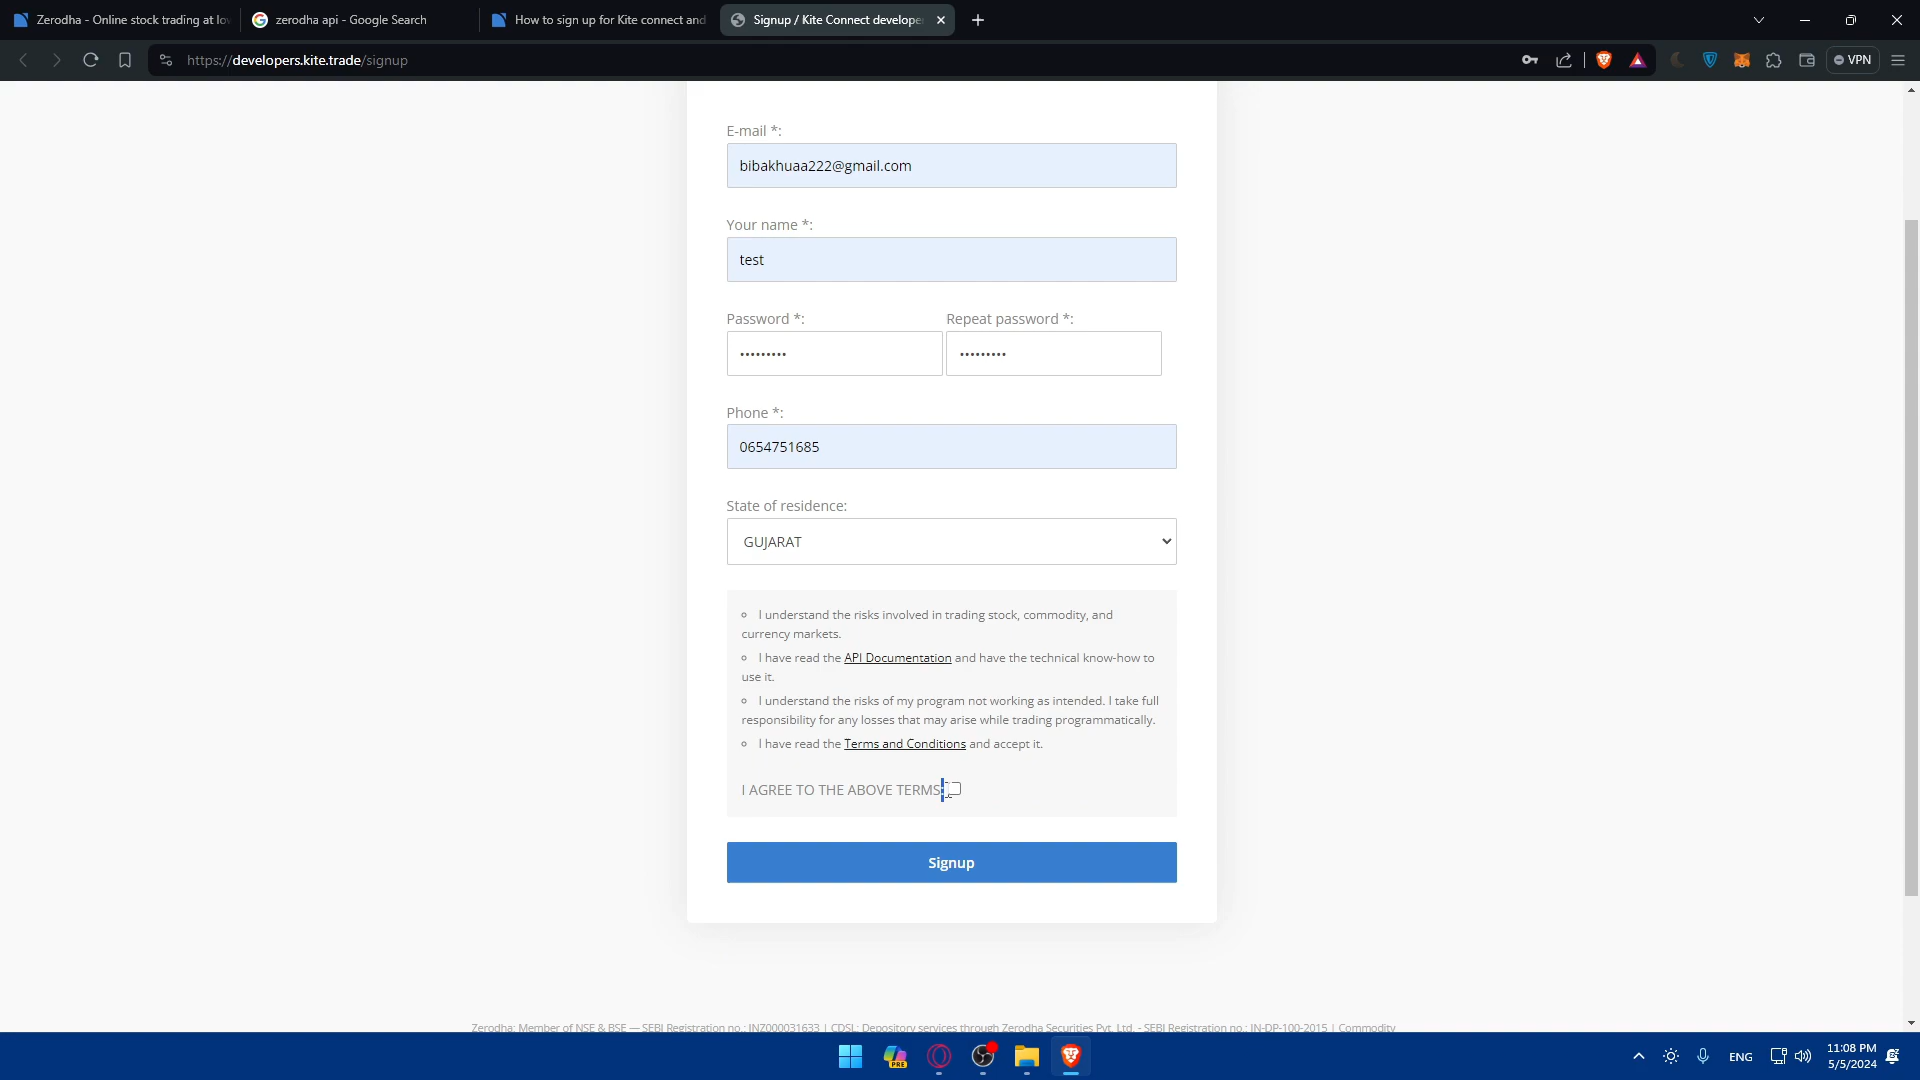 Zerodha - Online stock trading at lo
zerodha api - Google Search
How to sign up for Kite connect and
Signup / Kite Connect develope
https://developers.kite.trade/signup
VPN
E-mail *:
bibakhuaa222@gmail.com
Your name *:
test
Password *:
Repeat password *:
•••••••••
•••••••••
Phone *:
0654751685
State of residence:
GUJARAT
I understand the risks involved in trading stock, commodity, and
currency markets.
I have read the API Documentation and have the technical know-how to
use it.
I understand the risks of my program not working as intended. I take full
responsibility for any losses that may arise while trading programmatically.
I have read the Terms and Conditions and accept it.
I AGREE TO THE ABOVE TERMS:
Signup
Zerodha: Member of NSE & BSE — SEBI Registration no.: INZ000031633 | CDSL: Depository services through Zerodha Securities Pvt. Ltd. - SEBI Registration no.: IN-DP-100-2015 | Commodity
PRE
ENG
11:08 PM
5/5/2024